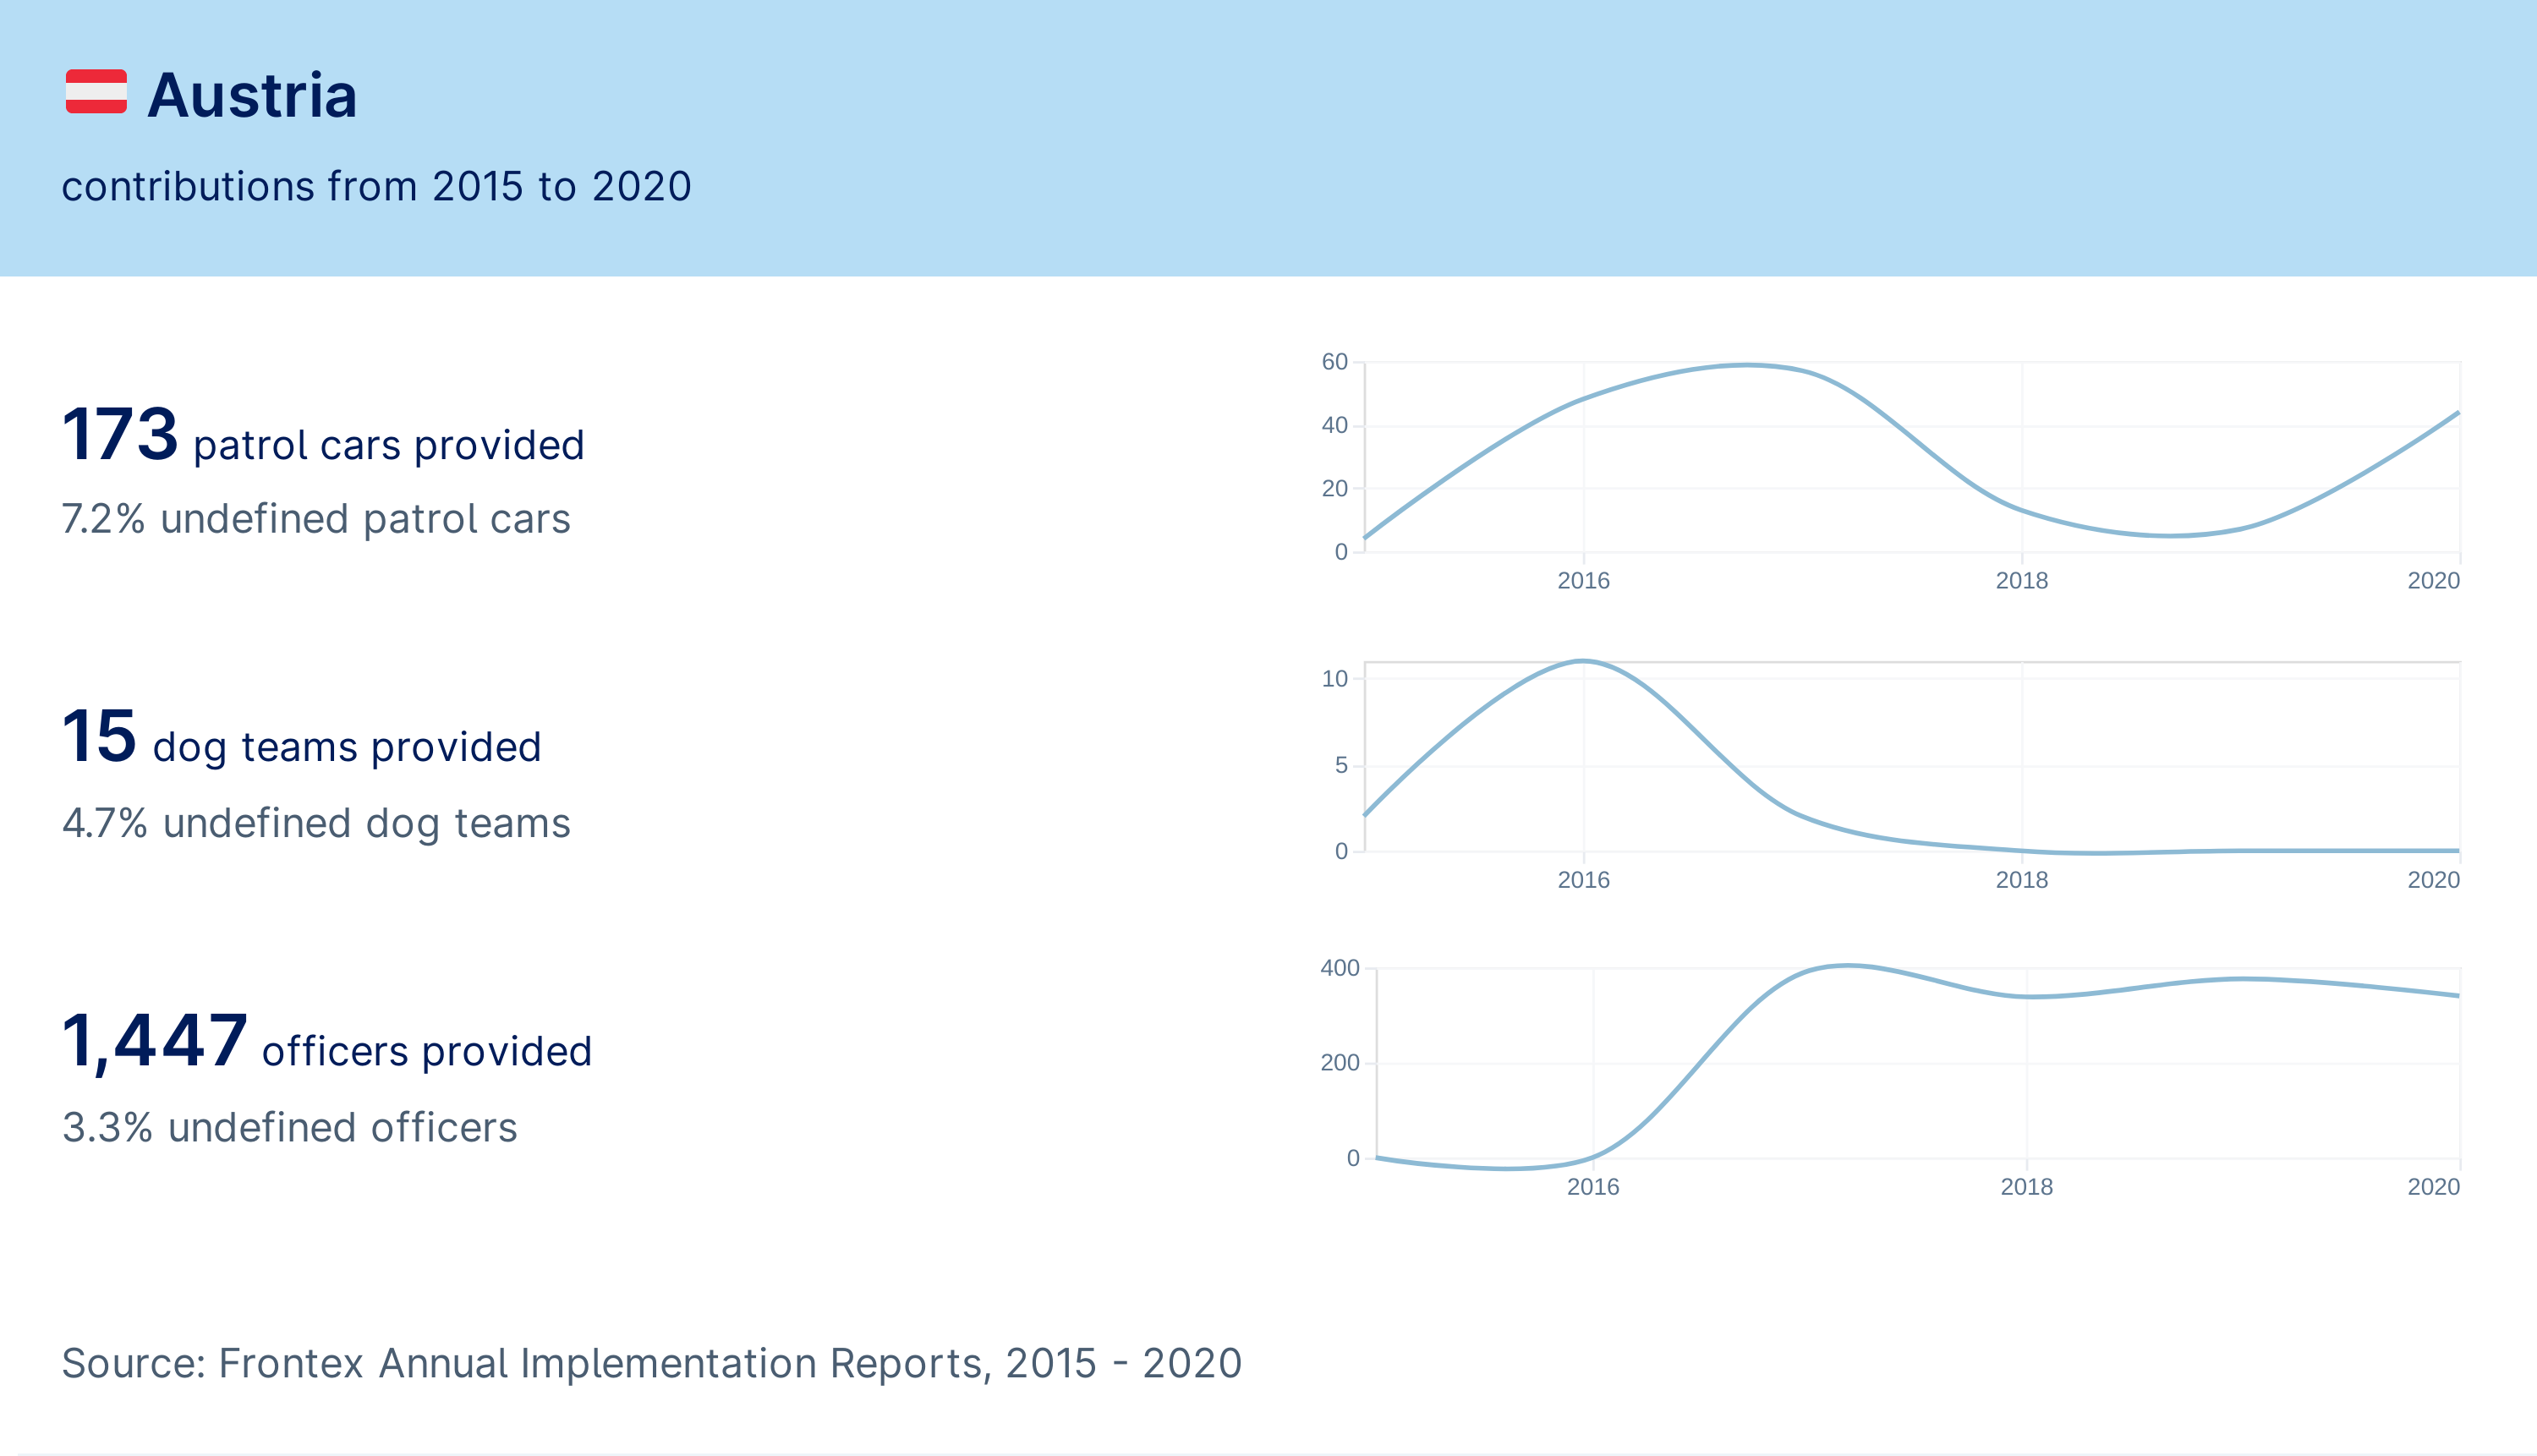 Austria
contributions from 2015 to 2020
173 patrol cars provided
7.2% undefined patrol cars
60
40
20
0
2016 2018 2020
15 dog teams provided
4.7% undefined dog teams
10
5
0
2016 2018 2020
1,447 officers provided
3.3% undefined officers
400
200
0
2016 2018 2020
Source: Frontex Annual Implementation Reports, 2015 - 2020